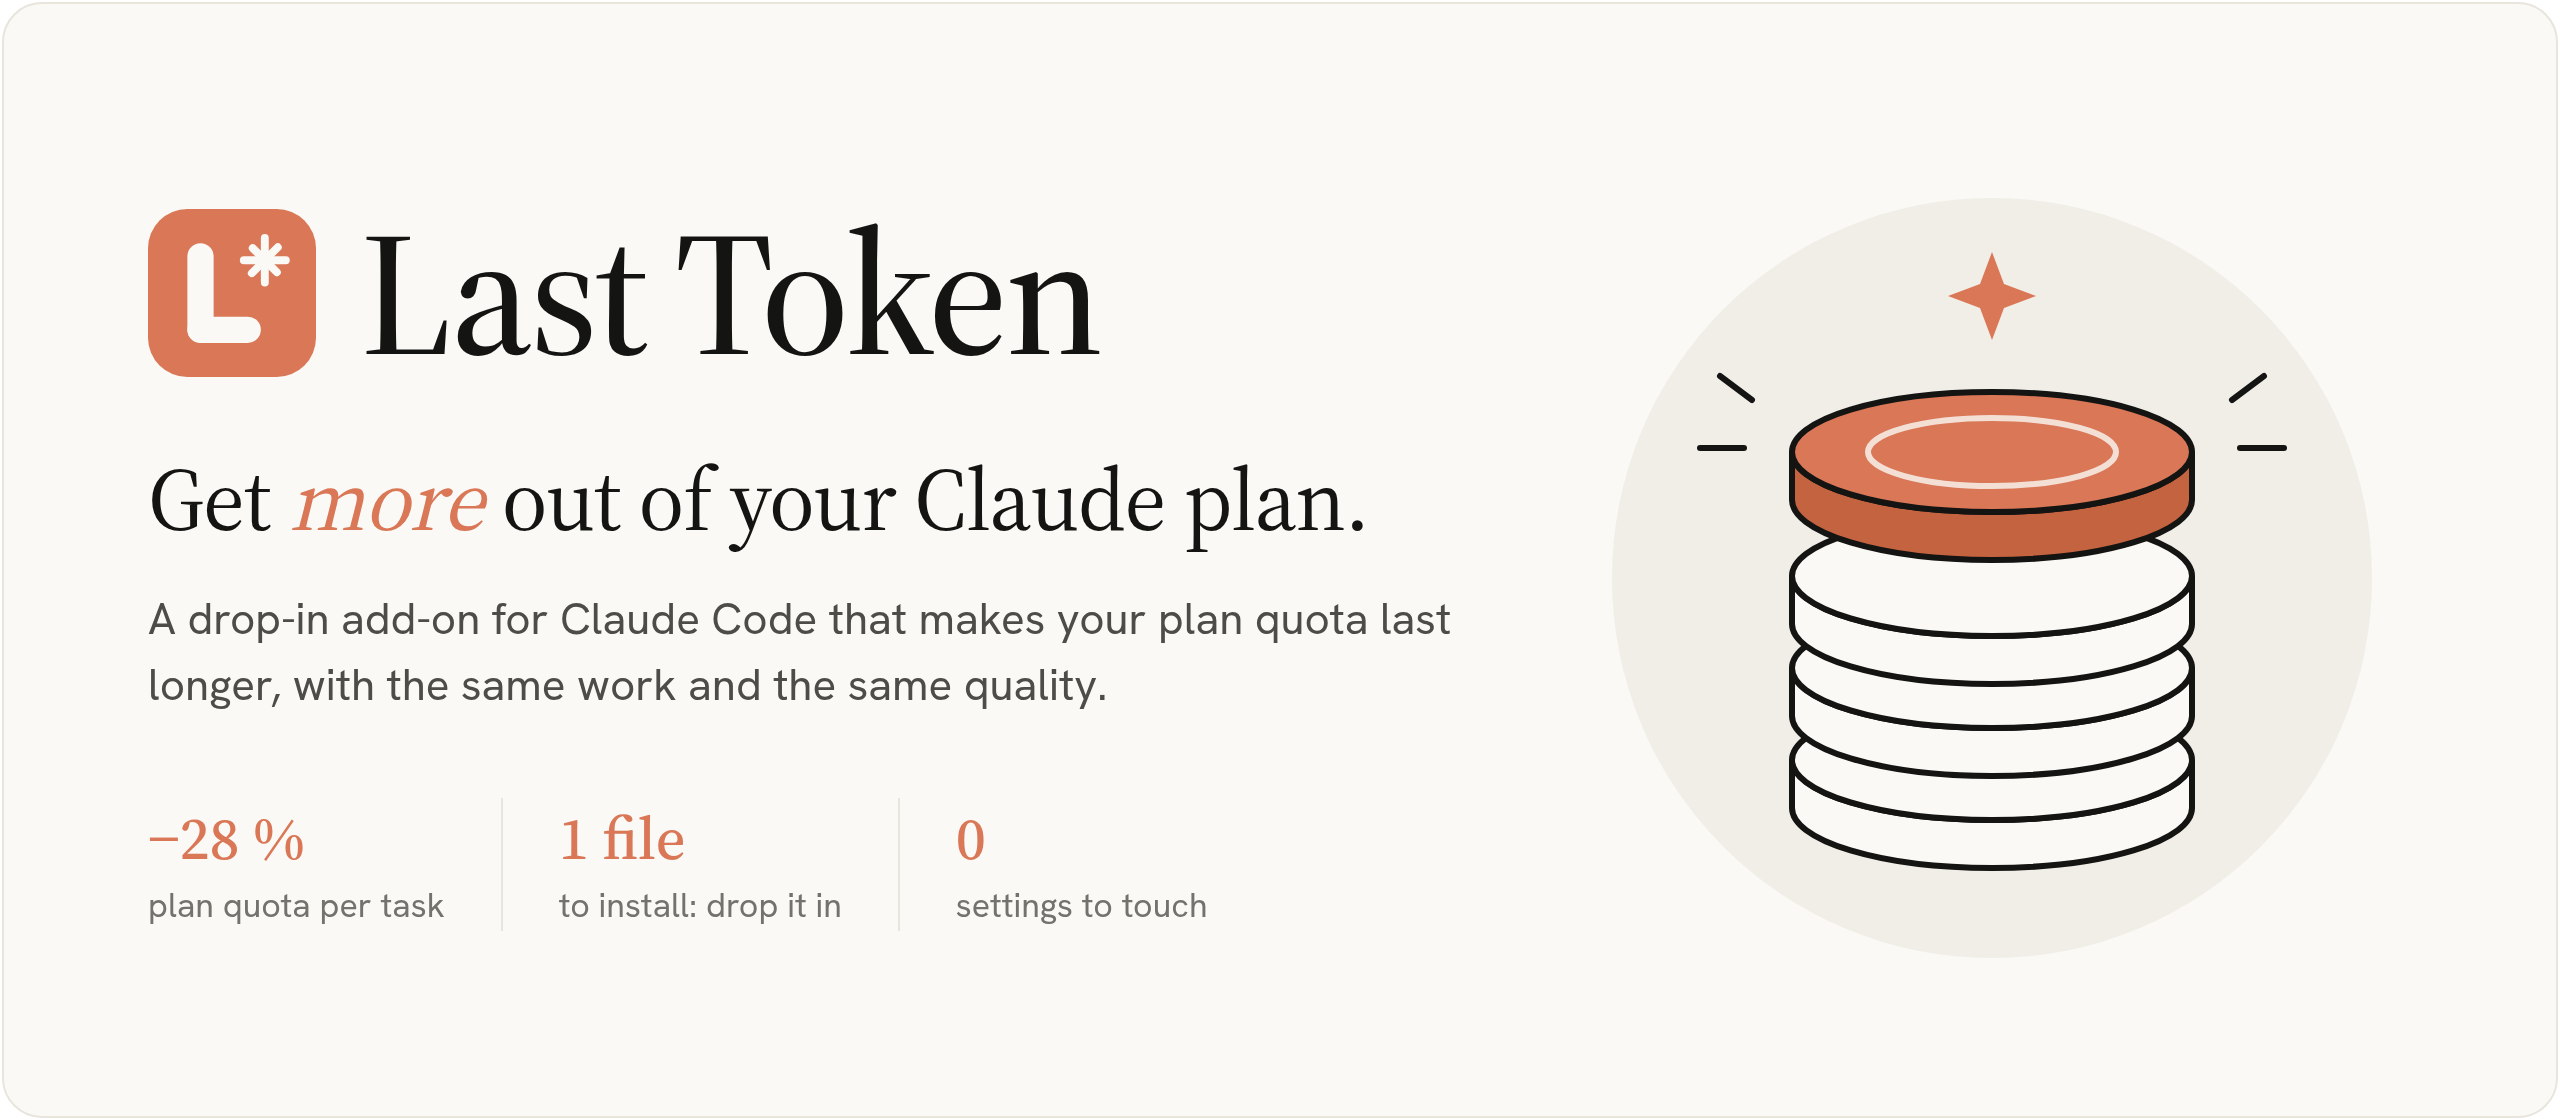 L*
Last Token
Get more out of your Claude plan.
A drop-in add-on for Claude Code that makes your plan quota last
longer, with the same work and the same quality.
−28 %
plan quota per task
1 file
to install: drop it in
0
settings to touch